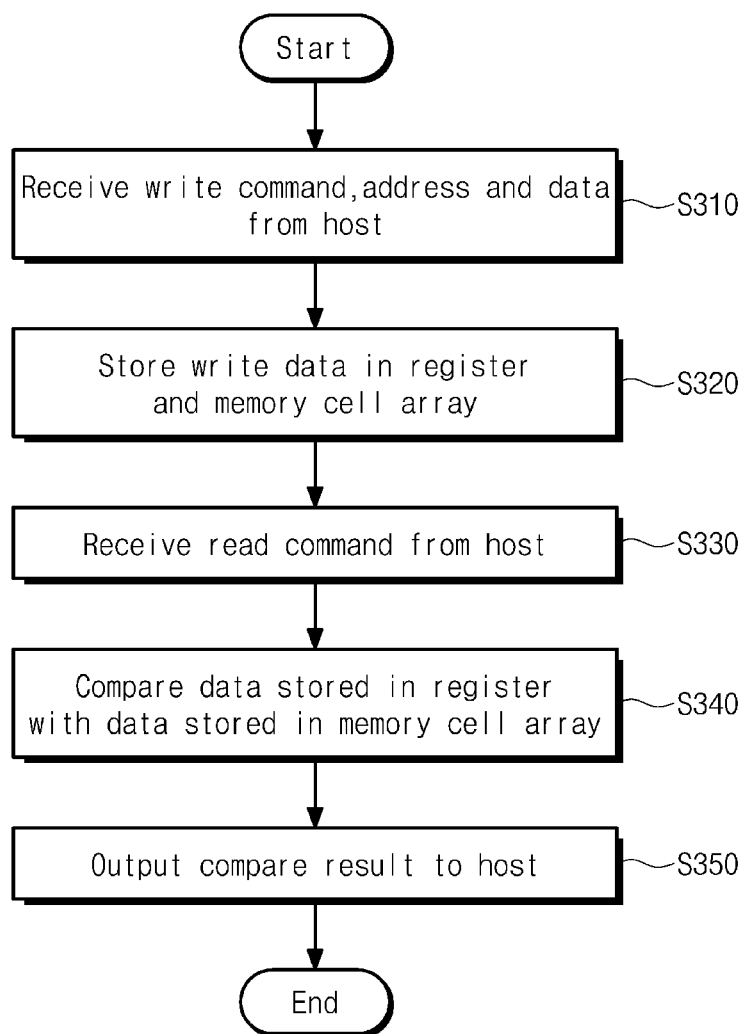 Start
Receive write command,address and data
from host
S310
Store write data in register
and memory cell array
S320
Receive read command from host
S330
Compare data stored in register
with data stored in memory cell array
S340
Output compare result to host
S350
End